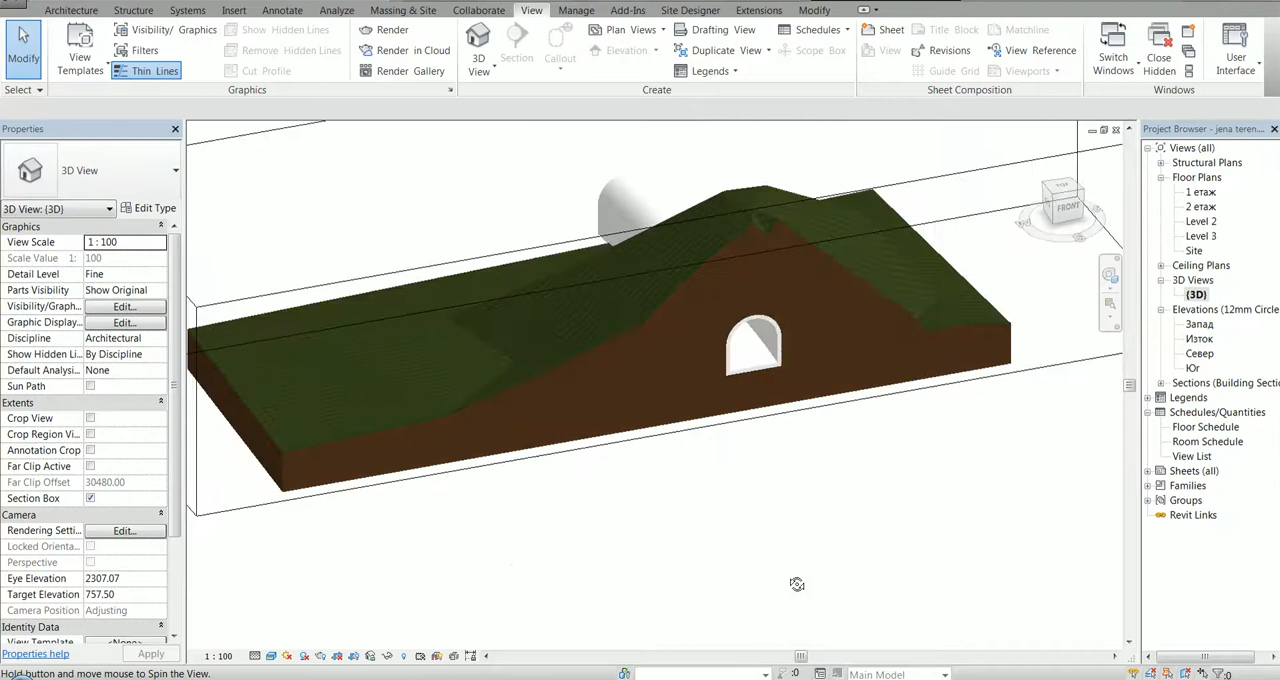 Architecture Structure Systems Insert Annotate Analyze Massing & Site Collaborate View Manage Add-Ins Site Designer Extensions Modify
Modify
Select
View Templates
Visibility/ Graphics
Filters
Thin Lines
Show Hidden Lines
Remove Hidden Lines
Cut Profile
Graphics
Render
Render in Cloud
Render Gallery
3D View
Section
Callout
Plan Views
Elevation
Drafting View
Duplicate View
Legends
Schedules
Scope Box
Create
Sheet
View
Title Block
Revisions
Guide Grid
Matchline
View Reference
Viewports
Sheet Composition
Switch Windows
Close Hidden
User Interface
Windows
Properties
3D View
3D View: {3D} Edit Type
Graphics
View Scale 1 : 100
Scale Value 1: 100
Detail Level Fine
Parts Visibility Show Original
Visibility/Graph... Edit...
Graphic Display... Edit...
Discipline Architectural
Show Hidden Li... By Discipline
Default Analysi... None
Sun Path
Extents
Crop View
Crop Region Vi...
Annotation Crop
Far Clip Active
Far Clip Offset 30480.00
Section Box
Camera
Rendering Setti... Edit...
Locked Orienta...
Perspective
Eye Elevation 2307.07
Target Elevation 757.50
Camera Position Adjusting
Identity Data
View Template <None>
Properties help Apply
TOP
FRONT
Project Browser - jena teren...
Views (all)
Structural Plans
Floor Plans
1 етаж
2 етаж
Level 2
Level 3
Site
Ceiling Plans
3D Views
{3D}
Elevations (12mm Circle
Запад
Изток
Север
Юг
Sections (Building Secti
Legends
Schedules/Quantities
Floor Schedule
Room Schedule
View List
Sheets (all)
Families
Groups
Revit Links
1 : 100
Hold button and move mouse to Spin the View.
:0
Main Model
:0